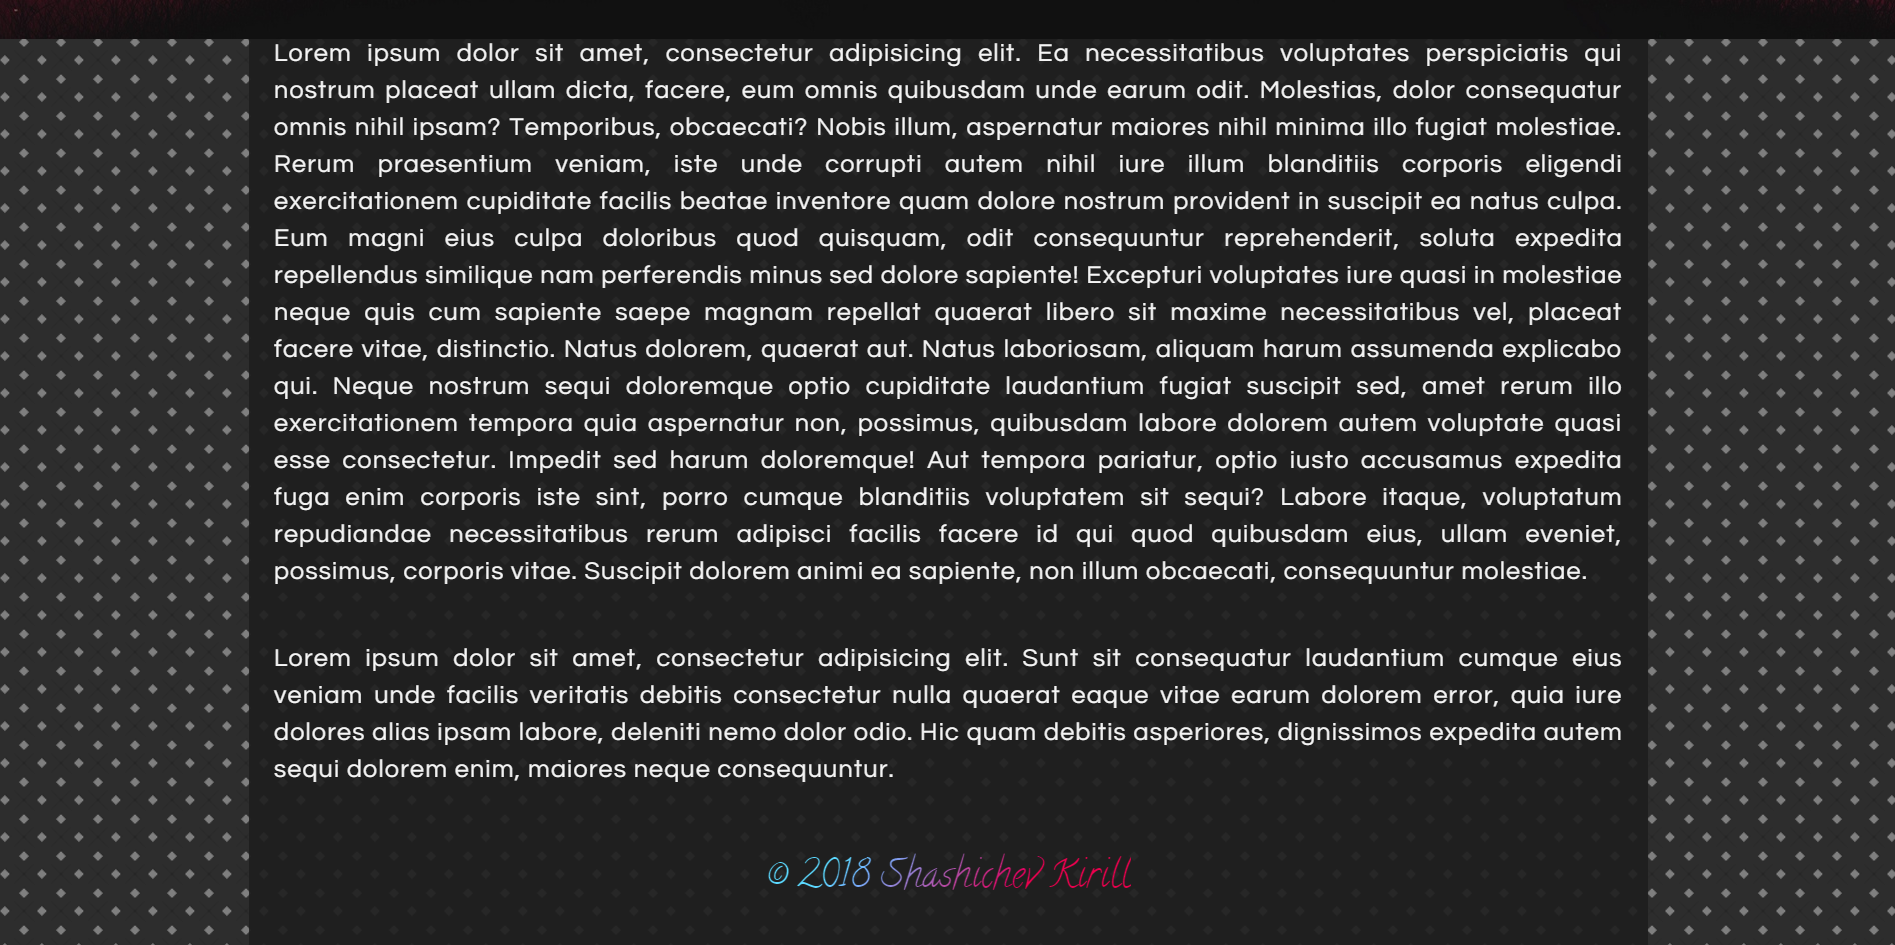 Lorem ipsum dolor sit amet, consectetur adipisicing elit. Ea necessitatibus voluptates perspiciatis qui
nostrum placeat ullam dicta, facere, eum omnis quibusdam unde earum odit. Molestias, dolor consequatur
omnis nihil ipsam? Temporibus, obcaecati? Nobis illum, aspernatur maiores nihil minima illo fugiat molestiae.
Rerum praesentium veniam, iste unde corrupti autem nihil iure illum blanditiis corporis eligendi
exercitationem cupiditate facilis beatae inventore quam dolore nostrum provident in suscipit ea natus culpa.
Eum magni eius culpa doloribus quod quisquam, odit consequuntur reprehenderit, soluta expedita
repellendus similique nam perferendis minus sed dolore sapiente! Excepturi voluptates iure quasi in molestiae
neque quis cum sapiente saepe magnam repellat quaerat libero sit maxime necessitatibus vel, placeat
facere vitae, distinctio. Natus dolorem, quaerat aut. Natus laboriosam, aliquam harum assumenda explicabo
qui. Neque nostrum sequi doloremque optio cupiditate laudantium fugiat suscipit sed, amet rerum illo
exercitationem tempora quia aspernatur non, possimus, quibusdam labore dolorem autem voluptate quasi
esse consectetur. Impedit sed harum doloremque! Aut tempora pariatur, optio iusto accusamus expedita
fuga enim corporis iste sint, porro cumque blanditiis voluptatem sit sequi? Labore itaque, voluptatum
repudiandae necessitatibus rerum adipisci facilis facere id qui quod quibusdam eius, ullam eveniet,
possimus, corporis vitae. Suscipit dolorem animi ea sapiente, non illum obcaecati, consequuntur molestiae.
Lorem ipsum dolor sit amet, consectetur adipisicing elit. Sunt sit consequatur laudantium cumque eius
veniam unde facilis veritatis debitis consectetur nulla quaerat eaque vitae earum dolorem error, quia iure
dolores alias ipsam labore, deleniti nemo dolor odio. Hic quam debitis asperiores, dignissimos expedita autem
sequi dolorem enim, maiores neque consequuntur.
© 2018 Shashichev Kirill